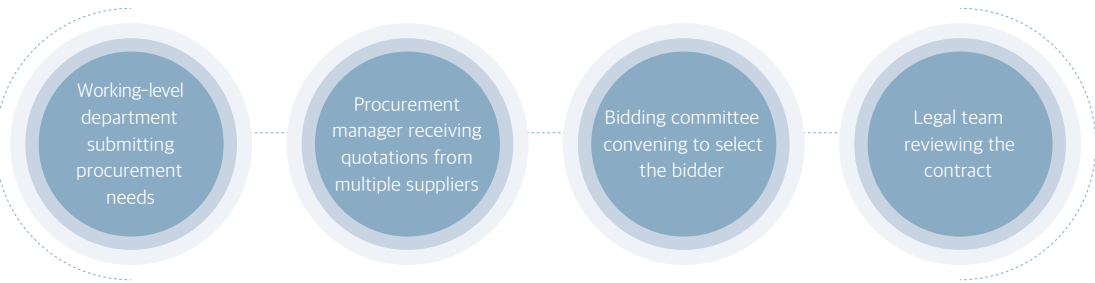 Working-level
department
submitting
procurement
needs
Procurement
manager receiving
quotations from
multiple suppliers
Bidding committee
convening to select
the bidder
Legal team
reviewing the
contract